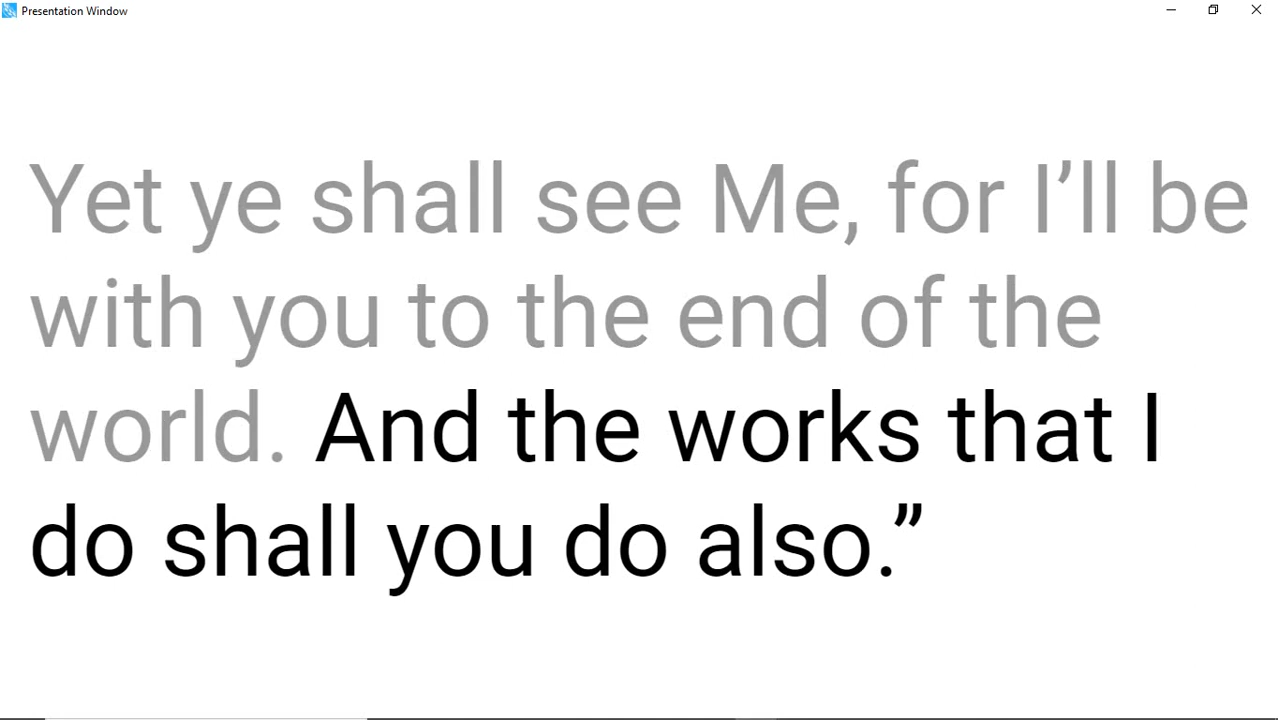 Presentation Window
Yet ye shall see Me, for I’ll be
with you to the end of the
world. And the works that I
do shall you do also.”